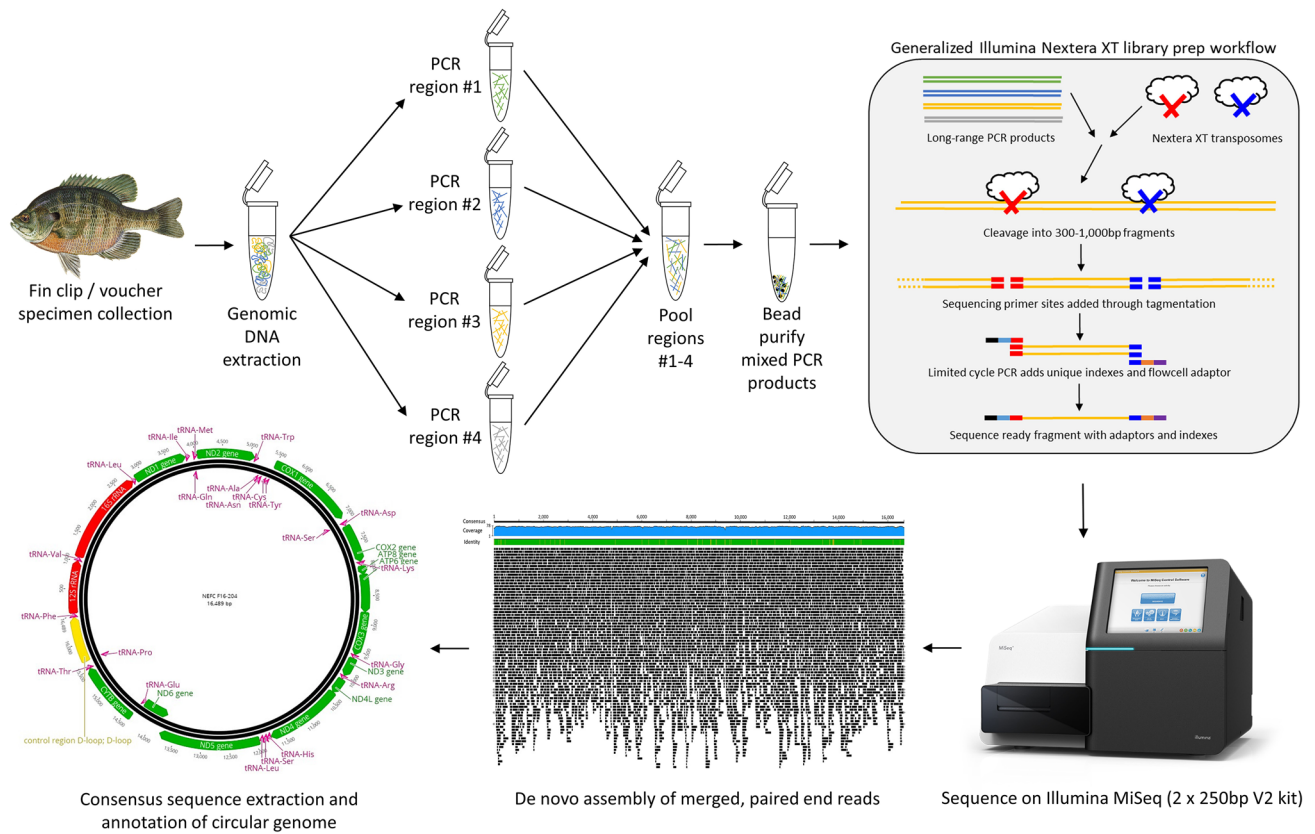 Generalized Illumina Nextera XT library prep workflow
PCR
region #1
PCR
region #2
PCR
region #3
PCR
region #4
Fin clip / voucher
specimen collection
Genomic
DNA
extraction
Pool
regions
#1-4
Bead
purify
mixed PCR
products
Long-range PCR products
Nextera XT transposomes
Cleavage into 300-1,000bp fragments
Sequencing primer sites added through tagmentation
Limited cycle PCR adds unique indexes and flowcell adaptor
Sequence ready fragment with adaptors and indexes
tRNA-Met
tRNA-Ile
tRNA-Trp
tRNA-Leu
ND1 gene
ND2 gene
COX1 gene
16S rRNA
tRNA-Gln
tRNA-Ala
tRNA-Asn
tRNA-Cys
tRNA-Tyr
tRNA-Asp
tRNA-Ser
COX2 gene
ATP8 gene
ATP6 gene
tRNA-Lys
tRNA-Val
12S rRNA
NEFC F16-204
16,489 bp
tRNA-Phe
COX3 gene
tRNA-Pro
tRNA-Gly
ND3 gene
tRNA-Thr
tRNA-Arg
tRNA-Glu
ND6 gene
ND4L gene
CYTB gene
ND4 gene
control region D-loop; D-loop
ND5 gene
tRNA-His
tRNA-Ser
tRNA-Leu
Consensus
1
2,000
4,000
6,000
8,000
10,000
12,000
14,000
16,644
Coverage
Identity
MiSeq
illumina
Consensus sequence extraction and
annotation of circular genome
De novo assembly of merged, paired end reads
Sequence on Illumina MiSeq (2 x 250bp V2 kit)